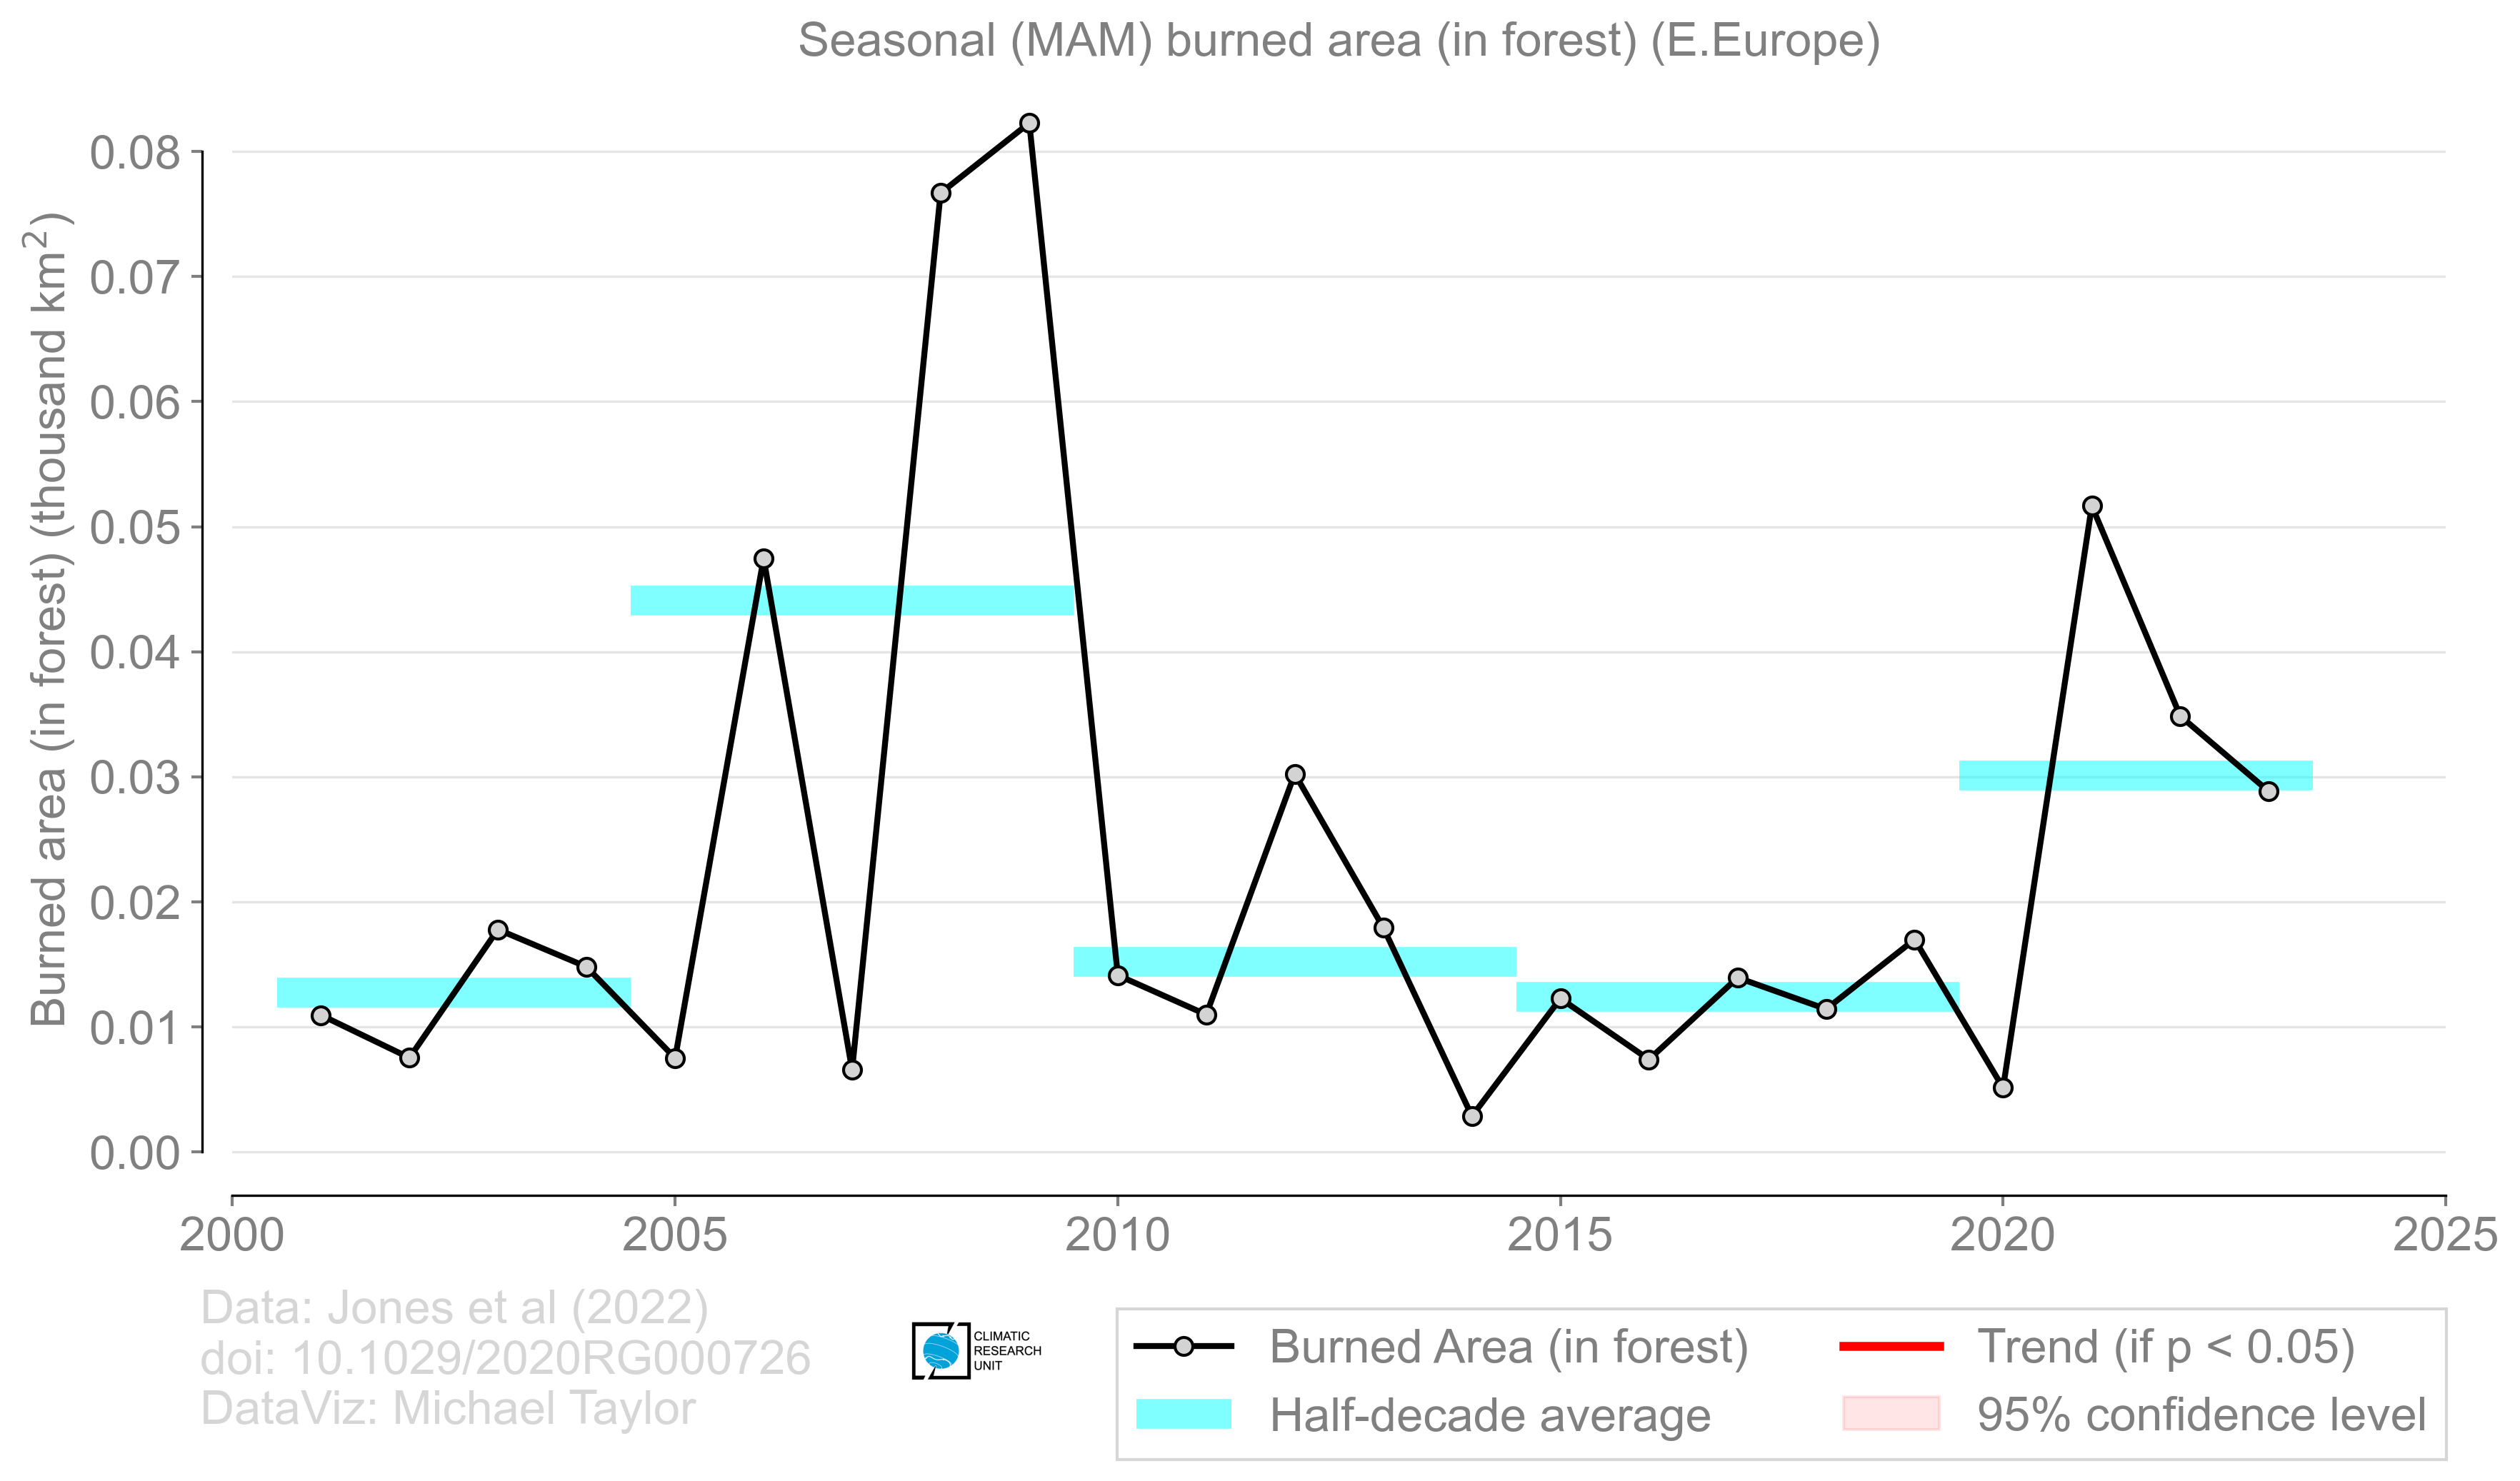 Seasonal (MAM) burned area (in forest) (E.Europe)
Burned area (in forest) (thousand km²)
0.08
0.07
0.06
0.05
0.04
0.03
0.02
0.01
0.00
2000
2005
2010
2015
2020
2025
Data: Jones et al (2022)
doi: 10.1029/2020RG000726
DataViz: Michael Taylor
CLIMATIC
RESEARCH
UNIT
Burned Area (in forest)
Half-decade average
Trend (if p < 0.05)
95% confidence level